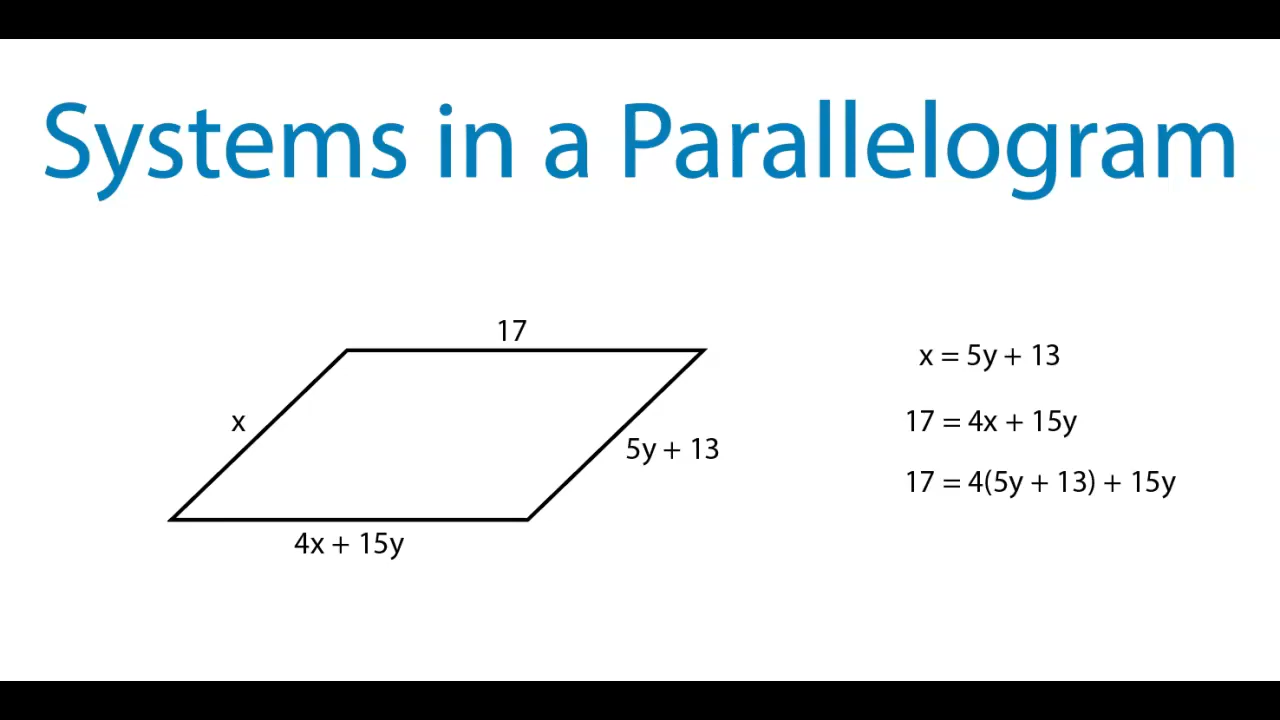 Systems in a Parallelogram
17
x
5y + 13
4x + 15y
x = 5y + 13
17 = 4x + 15y
17 = 4(5y + 13) + 15y